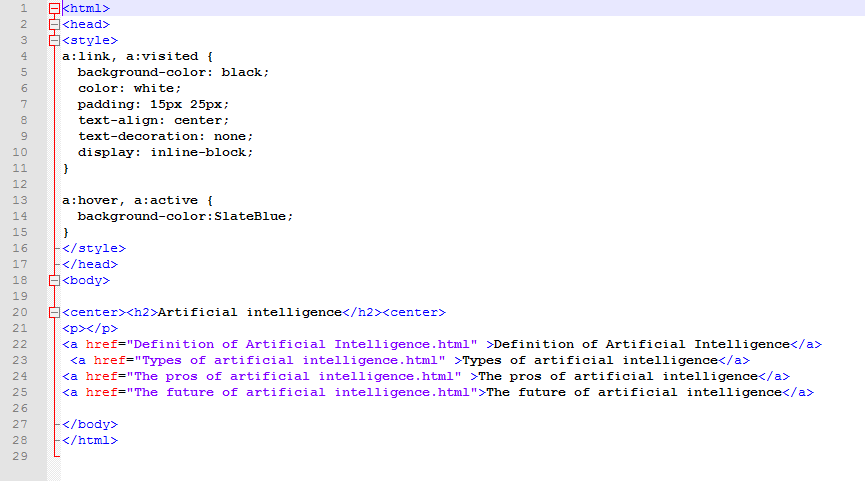 1 <html>
2 <head>
3 <style>
4 a:link, a:visited {
5   background-color: black;
6   color: white;
7   padding: 15px 25px;
8   text-align: center;
9   text-decoration: none;
10   display: inline-block;
11 }
12
13 a:hover, a:active {
14   background-color:SlateBlue;
15 }
16 </style>
17 </head>
18 <body>
19
20 <center><h2>Artificial intelligence</h2><center>
21 <p></p>
22 <a href="Definition of Artificial Intelligence.html" >Definition of Artificial Intelligence</a>
23  <a href="Types of artificial intelligence.html" >Types of artificial intelligence</a>
24 <a href="The pros of artificial intelligence.html" >The pros of artificial intelligence</a>
25 <a href="The future of artificial intelligence.html">The future of artificial intelligence</a>
26
27 </body>
28 </html>
29